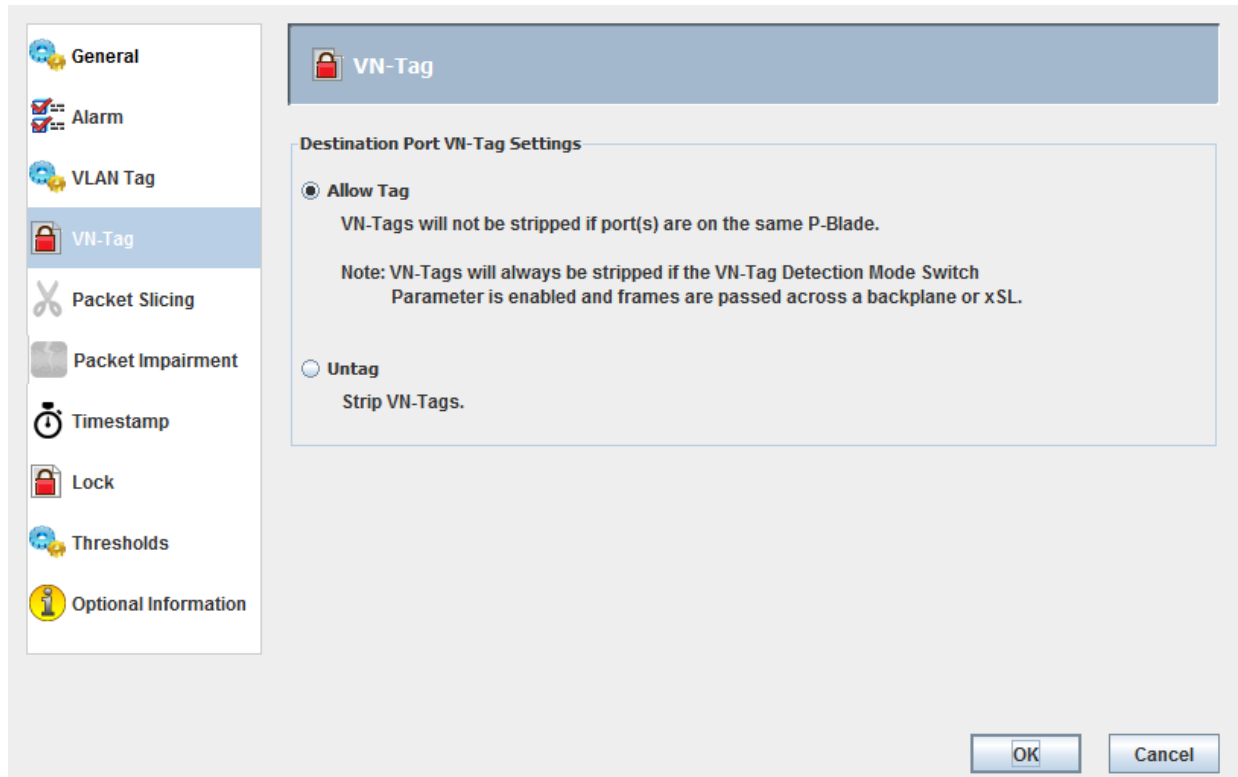 General
Alarm
VLAN Tag
VN-Tag
Packet Slicing
Packet Impairment
Timestamp
Lock
Thresholds
Optional Information
VN-Tag
Destination Port VN-Tag Settings
Allow Tag
VN-Tags will not be stripped if port(s) are on the same P-Blade.
Note: VN-Tags will always be stripped if the VN-Tag Detection Mode Switch
Parameter is enabled and frames are passed across a backplane or xSL.
Untag
Strip VN-Tags.
OK
Cancel